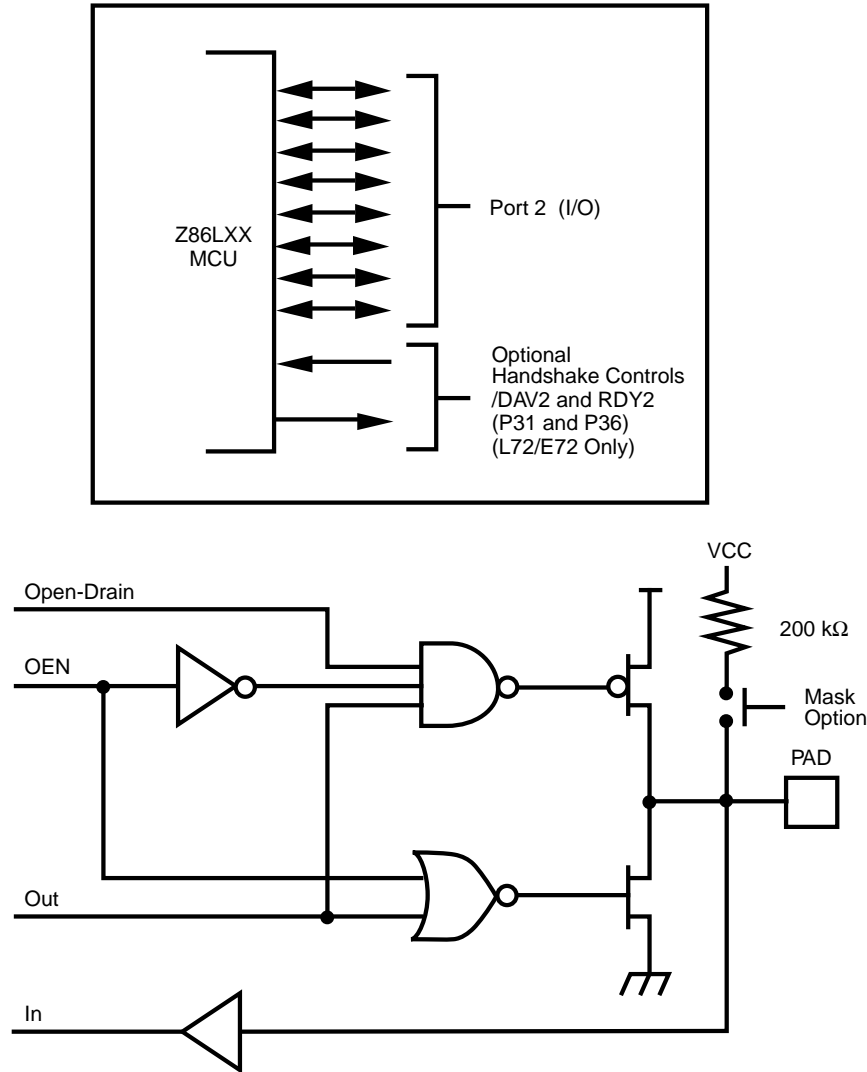 Z86LXX
MCU
Port 2 (I/O)
Optional
Handshake Controls
/DAV2 and RDY2
(P31 and P36)
(L72/E72 Only)
VCC
Open-Drain
200 kΩ
OEN
Mask
Option
PAD
Out
In